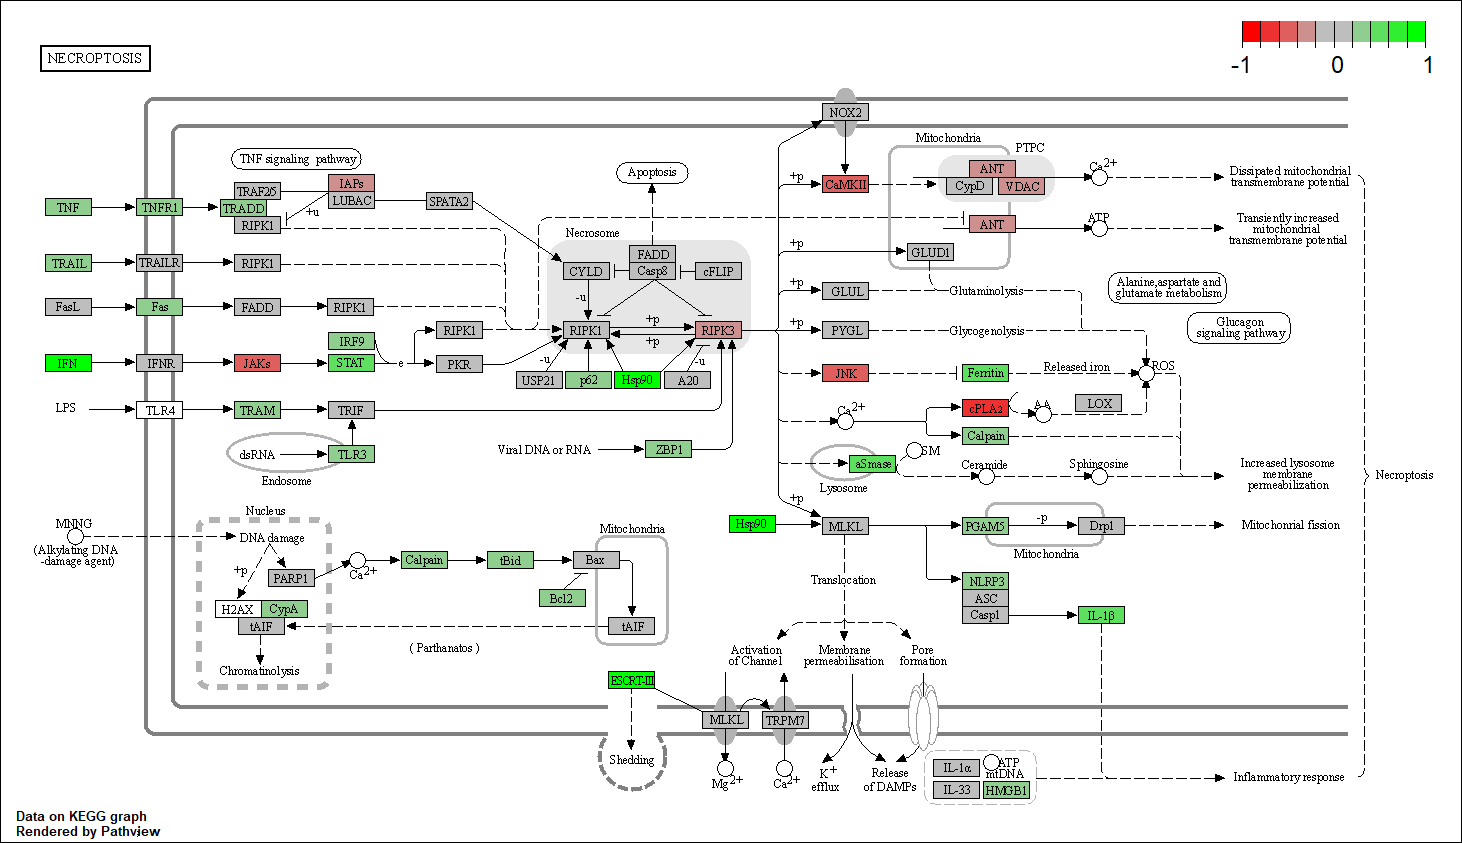 NECROPTOSIS
-1 0 1
TNF signaling pathway
TNF
TNFR1
TRAF2/5
TRADD
RIPK1
IAPs
LUBAC
+u
SPATA2
TRAIL
TRAILR
RIPK1
FasL
Fas
FADD
RIPK1
IFN
IFNR
JAKs
IRF9
STAT
e
RIPK1
PKR
LPS
TLR4
TRAM
TRIF
dsRNA
TLR3
Endosome
Apoptosis
Necrosome
FADD
Casp8
CYLD
cFLIP
-u
RIPK1
+p
+p
RIPK3
-u
-u
USP21
p62
Hsp90
A20
Viral DNA or RNA
ZBP1
NOX2
+p
CaMKII
Mitochondria
PTPC
ANT
CypD
VDAC
Ca2+
Dissipated mitochondrial
transmembrane potential
ANT
ATP
Transiently increased
mitochondrial
transmembrane potential
+p
GLUD1
+p
GLUL
Glutaminolysis
Alanine,aspartate and
glutamate metabolism
+p
PYGL
Glycogenolysis
Glucagon
signaling pathway
JNK
Ferritin
Released iron
ROS
Ca2+
cPLA2
AA
LOX
Calpain
aSmase
SM
Lysosome
Ceramide
Sphingosine
Increased lysosome
membrane
permeabilization
Necroptosis
+p
Hsp90
MLKL
PGAM5
-p
Drp1
Mitochondria
Mitochonrial fission
Translocation
NLRP3
ASC
Casp1
IL-1β
MNNG
(Alkylating DNA
-damage agent)
Nucleus
DNA damage
+p
PARP1
H2AX
CypA
tAIF
Chromatinolysis
Ca2+
Calpain
tBid
Bcl2
Mitochondria
Bax
tAIF
( Parthanatos )
Activation
of Channel
Membrane
permeabilisation
Pore
formation
ESCRT-III
Shedding
MLKL
TRPM7
Mg2+
Ca2+
K+
efflux
Release
of DAMPs
IL-1α
ATP
mtDNA
IL-33
HMGB1
Inflammatory response
Data on KEGG graph
Rendered by Pathview